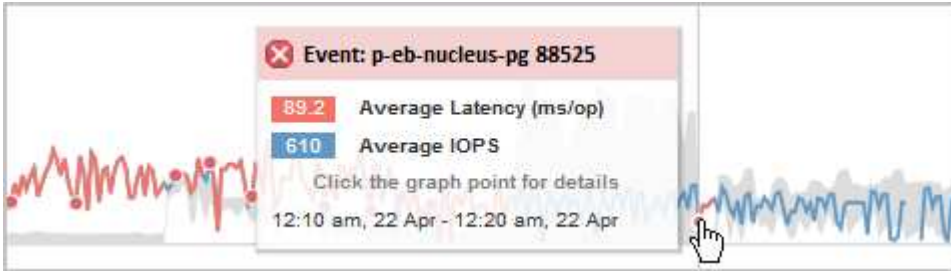 Event: p-eb-nucleus-pg 88525
89.2 Average Latency (ms/op)
610 Average IOPS
Click the graph point for details
12:10 am, 22 Apr - 12:20 am, 22 Apr